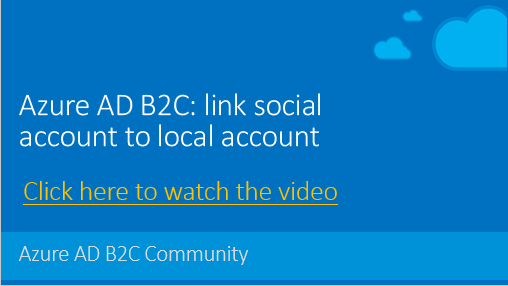 Azure AD B2C: link social
account to local account
Click here to watch the video
Azure AD B2C Community